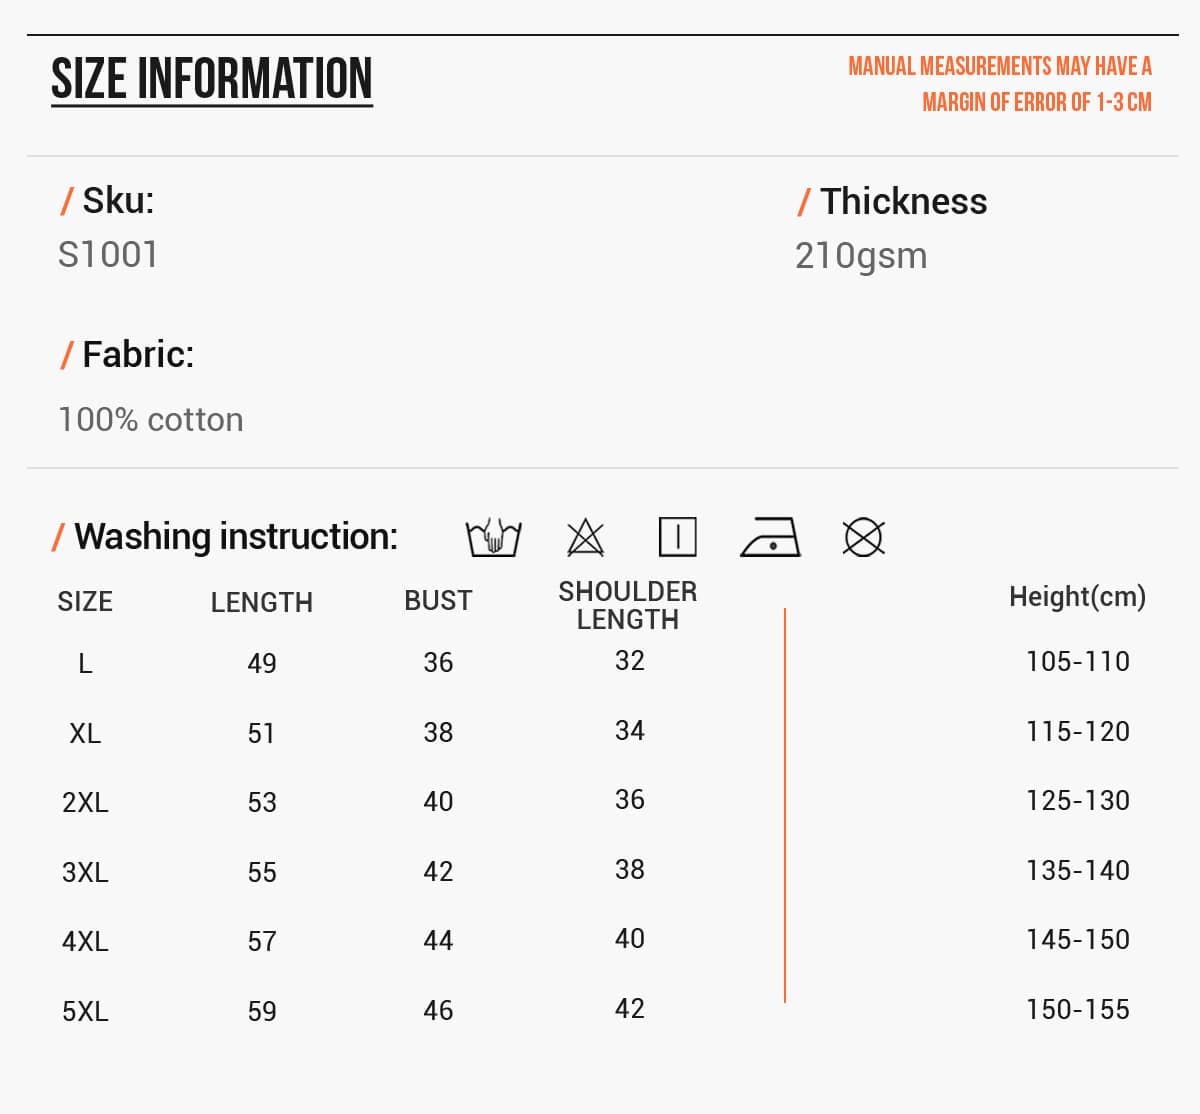 SIZE INFORMATION
MANUAL MEASUREMENTS MAY HAVE A
MARGIN OF ERROR OF 1-3 CM
/ Sku:
S1001
/ Thickness
210gsm
/ Fabric:
100% cotton
/ Washing instruction:
SIZE LENGTH BUST SHOULDER LENGTH Height(cm)
L 49 36 32 105-110
XL 51 38 34 115-120
2XL 53 40 36 125-130
3XL 55 42 38 135-140
4XL 57 44 40 145-150
5XL 59 46 42 150-155